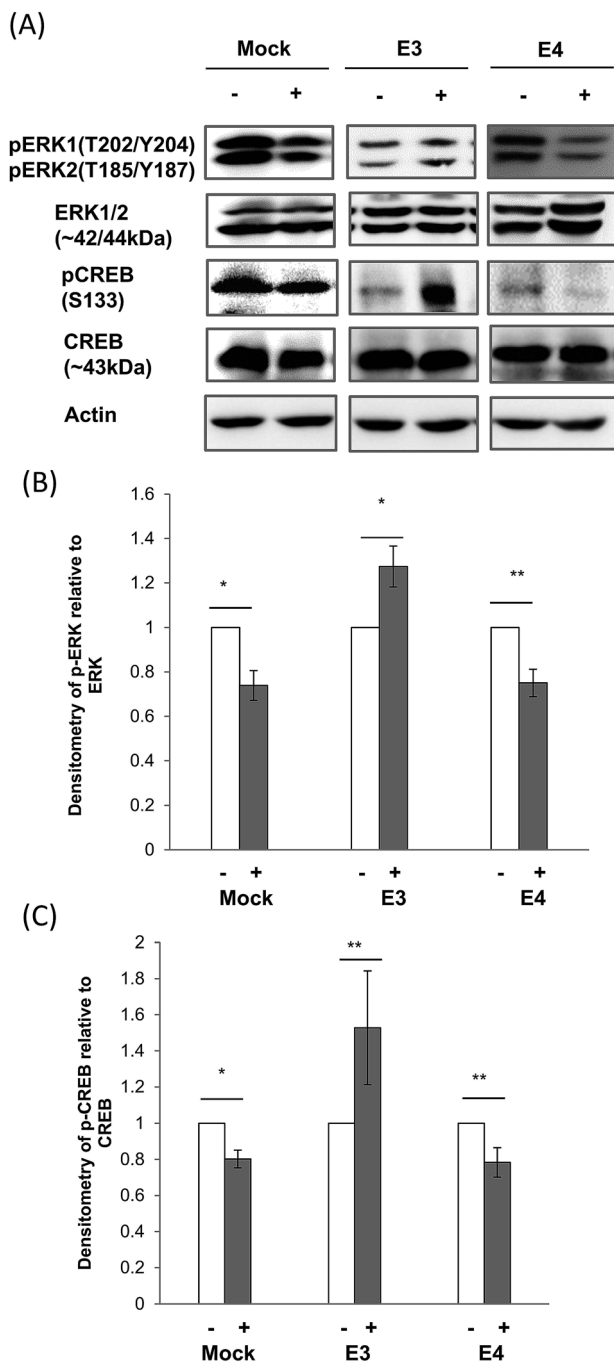 (A)
Mock E3 E4
- + - + - +
pERK1(T202/Y204)
pERK2(T185/Y187)
ERK1/2
(~42/44kDa)
pCREB
(S133)
CREB
(~43kDa)
Actin
(B)
Densitometry of p-ERK relative to
ERK
1.6
1.4
1.2
1
0.8
0.6
0.4
0.2
0
* * **
- + - + - +
Mock E3 E4
(C)
Densitometry of p-CREB relative to
CREB
2
1.8
1.6
1.4
1.2
1
0.8
0.6
0.4
0.2
0
* ** **
- + - + - +
Mock E3 E4